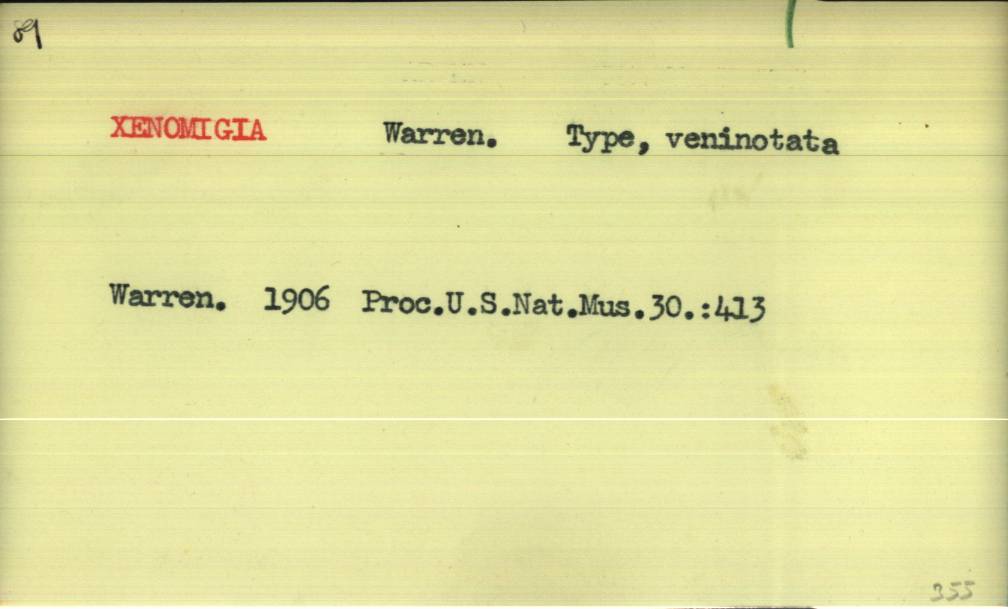 89
XENOMIGIA Warren. Type, veninotata
Warren. 1906 Proc.U.S.Nat.Mus.30.:413
355